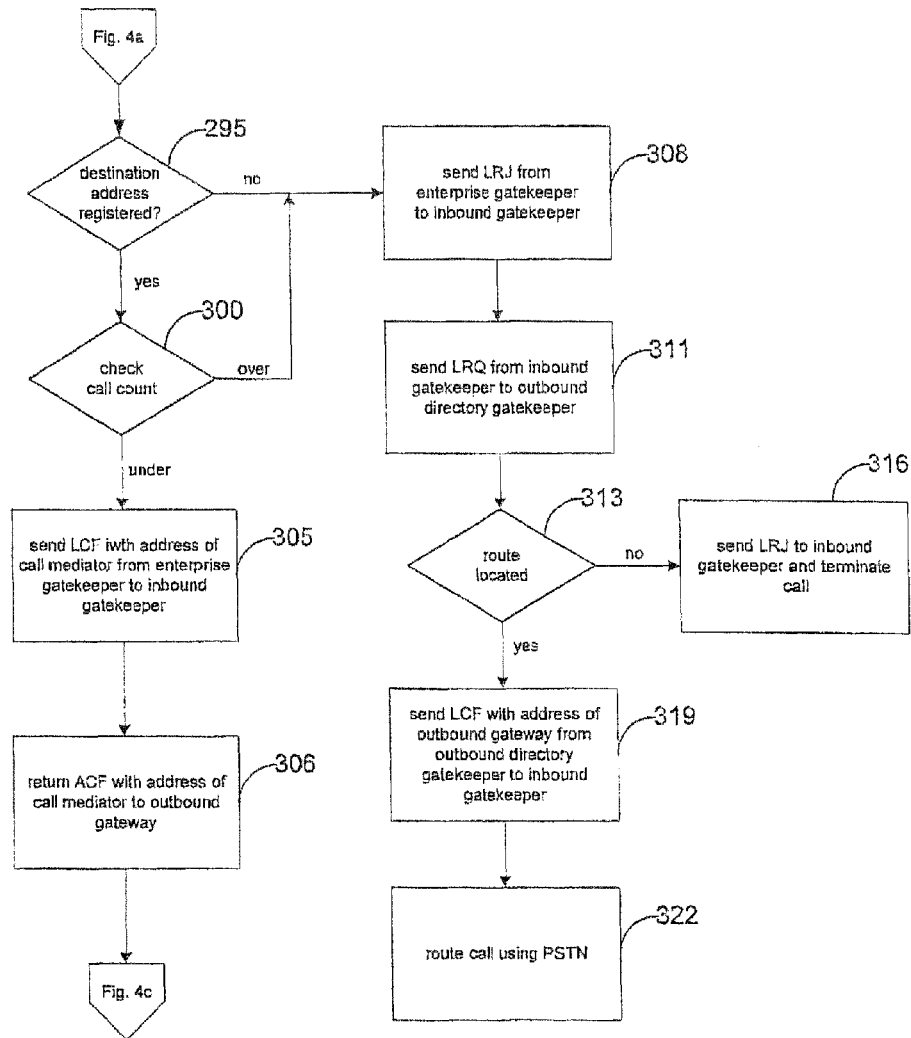 Fig. 4a
295
destination
address
registered?
no
yes
300
check
call count
over
under
send LCF iwth address of
call mediator from enterprise
gatekeeper to inbound
gatekeeper
305
return ACF with address of
call mediator to outbound
gateway
306
Fig. 4c
send LRJ from
enterprise gatekeeper
to inbound gatekeeper
308
send LRQ from inbound
gatekeeper to outbound
directory gatekeeper
311
route
located
313
no
send LRJ to inbound
gatekeeper and terminate
call
316
yes
send LCF with address of
outbound gateway from
outbound directory
gatekeeper to inbound
gatekeeper
319
route call using PSTN
322